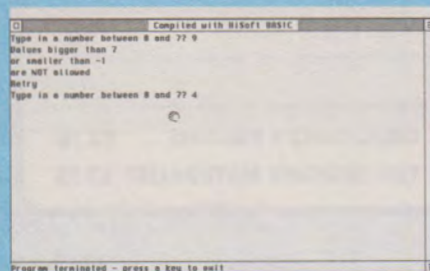 Compiled with HiSoft BASIC
Type in a number between 0 and 7? 9
Values bigger than 7
or smaller than -1
are NOT allowed
Retry
Type in a number between 0 and 7? 4
Program terminated - press a key to exit